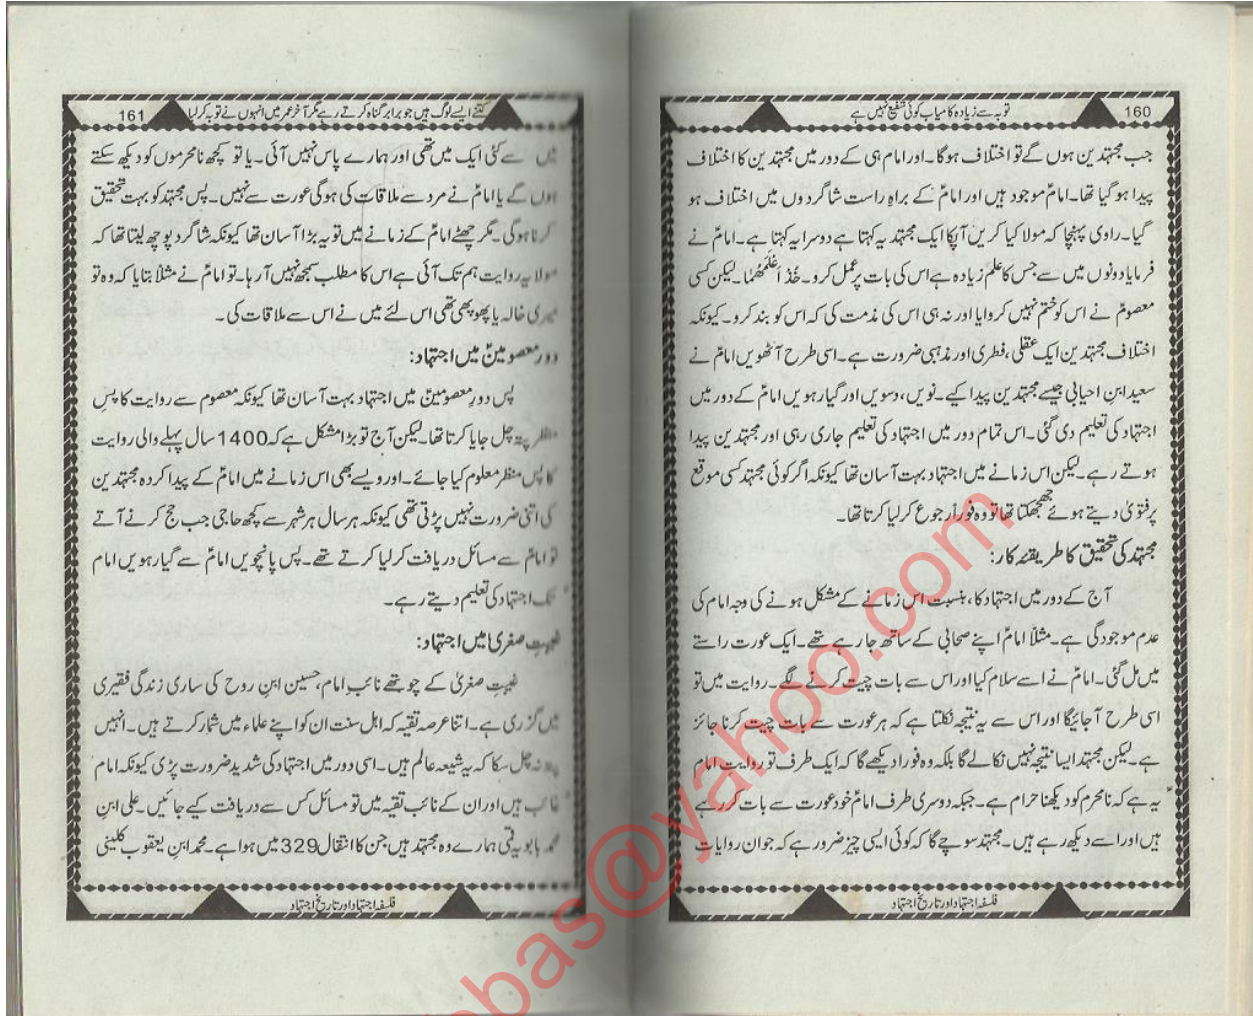 160
توبہ سے زیادہ کامیاب کوئی شفیع نہیں ہے
جب مجتہدین ہوں گے تو اختلاف ہوگا۔ اور امام ہی کے دور میں مجتہدین کا اختلاف
پیدا ہو گیا تھا۔ امامؑ موجود ہیں اور امامؑ کے براہِ راست شاگردوں میں اختلاف ہو
گیا۔ راوی پہنچا کہ مولا کیا کریں آپکا ایک مجتہد یہ کہتا ہے دوسرا یہ کہتا ہے۔ امامؑ نے
فرمایا دونوں میں سے جس کا علم زیادہ ہے اس کی بات پر عمل کرو۔ خُذ اَعْلَمَهُمَا۔ لیکن کسی
معصومؑ نے اس کو ختم نہیں کروایا اور نہ ہی اس کی مذمت کی کہ اس کو بند کرو۔ کیونکہ
اختلاف مجتہدین ایک عقلی، فطری اور مذہبی ضرورت ہے۔ اسی طرح آٹھویں امامؑ نے
سعید ابنِ احیابی جیسے مجتہدین پیدا کیے۔ نویں، دسویں اور گیارہویں امامؑ کے دور میں
اجتہاد کی تعلیم دی گئی۔ اس تمام دور میں اجتہاد کی تعلیم جاری رہی اور مجتہدین پیدا
ہوتے رہے۔ لیکن اس زمانے میں اجتہاد بہت آسان تھا کیونکہ اگر کوئی مجتہد کسی موقع
پر فتویٰ دیتے ہوئے جھجھکتا تھا تو وہ فوراً رجوع کر لیا کرتا تھا۔
مجتہد کی تحقیق کا طریقۂ کار:
آج کے دور میں اجتہاد کا، بنسبت اس زمانے کے مشکل ہونے کی وجہ امام کی
عدم موجودگی ہے۔ مثلاً امامؑ اپنے صحابی کے ساتھ جا رہے تھے۔ ایک عورت راستے
میں مل گئی۔ امامؑ نے اسے سلام کیا اور اس سے بات چیت کرنے لگے۔ روایت میں تو
اسی طرح آ جائیگا اور اس سے یہ نتیجہ نکلتا ہے کہ ہر عورت سے بات چیت کرنا جائز
ہے۔ لیکن مجتہد ایسا نتیجہ نہیں نکالے گا بلکہ وہ فوراً دیکھے گا کہ ایک طرف تو روایت امام
ؑ یہ ہے کہ نامحرم کو دیکھنا حرام ہے۔ جبکہ دوسری طرف امامؑ خود عورت سے بات کر رہے
ہیں اور اسے دیکھ رہے ہیں۔ مجتہد سوچے گا کہ کوئی ایسی چیز ضرور ہے کہ جو ان روایات
فلسفہ اجتہاد اور تاریخ اجتہاد
161
کتنے ایسے لوگ ہیں جو برابر گناہ کرتے رہے مگر آخر عمر میں انہوں نے توبہ کر لیا
میں سے کئی ایک میں تھی اور ہمارے پاس نہیں آئی۔ یا تو کچھ نامحرموں کو دیکھ سکتے
ہوں گے یا امامؑ نے مرد سے ملاقات کی ہوگی عورت سے نہیں۔ پس مجتہد کو بہت تحقیق
کرنا ہوگی۔ مگر چھٹے امامؑ کے زمانے میں تو یہ بڑا آسان تھا کیونکہ شاگرد پوچھ لیتا تھا کہ
مولا یہ روایت ہم تک آئی ہے اس کا مطلب سمجھ نہیں آ رہا۔ تو امامؑ نے مثلاً بتایا کہ وہ تو
میری خالہ یا پھوپھی تھی اس لئے میں نے اس سے ملاقات کی۔
دور معصومینؑ میں اجتہاد:
پس دورِ معصومینؑ میں اجتہاد بہت آسان تھا کیونکہ معصوم سے روایت کا پسِ
منظر پتہ چل جایا کرتا تھا۔ لیکن آج تو بڑا مشکل ہے کہ 1400 سال پہلے والی روایت
کا پس منظر معلوم کیا جائے۔ اور ویسے بھی اس زمانے میں امامؑ کے پیدا کردہ مجتہدین
کی اتنی ضرورت نہیں پڑتی تھی کیونکہ ہر سال ہر شہر سے کچھ حاجی جب حج کرنے آتے
تو امامؑ سے مسائل دریافت کر لیا کرتے تھے۔ پس پانچویں امامؑ سے گیارہویں امام
ؑ تک اجتہاد کی تعلیم دیتے رہے۔
غیبتِ صغریٰ میں اجتہاد:
غیبتِ صغریٰ کے چوتھے نائب امام، حسین ابنِ روح کی ساری زندگی فقیری
میں گزری ہے۔ اتنا عرصہ تقیہ کہ اہل سنت ان کو اپنے علماء میں شمار کرتے ہیں۔ انہیں
پتہ نہ چل سکا کہ یہ شیعہ عالم ہیں۔ اسی دور میں اجتہاد کی شدید ضرورت پڑی کیونکہ امام
ؑ غائب ہیں اور ان کے نائب تقیہ میں تو مسائل کس سے دریافت کیے جائیں۔ علی ابنِ
محمد بابویہ قمی ہمارے وہ مجتہد ہیں جن کا انتقال 329 میں ہوا ہے۔ محمد ابنِ یعقوب کلینی
فلسفہ اجتہاد اور تاریخ اجتہاد
bas@yahoo.com